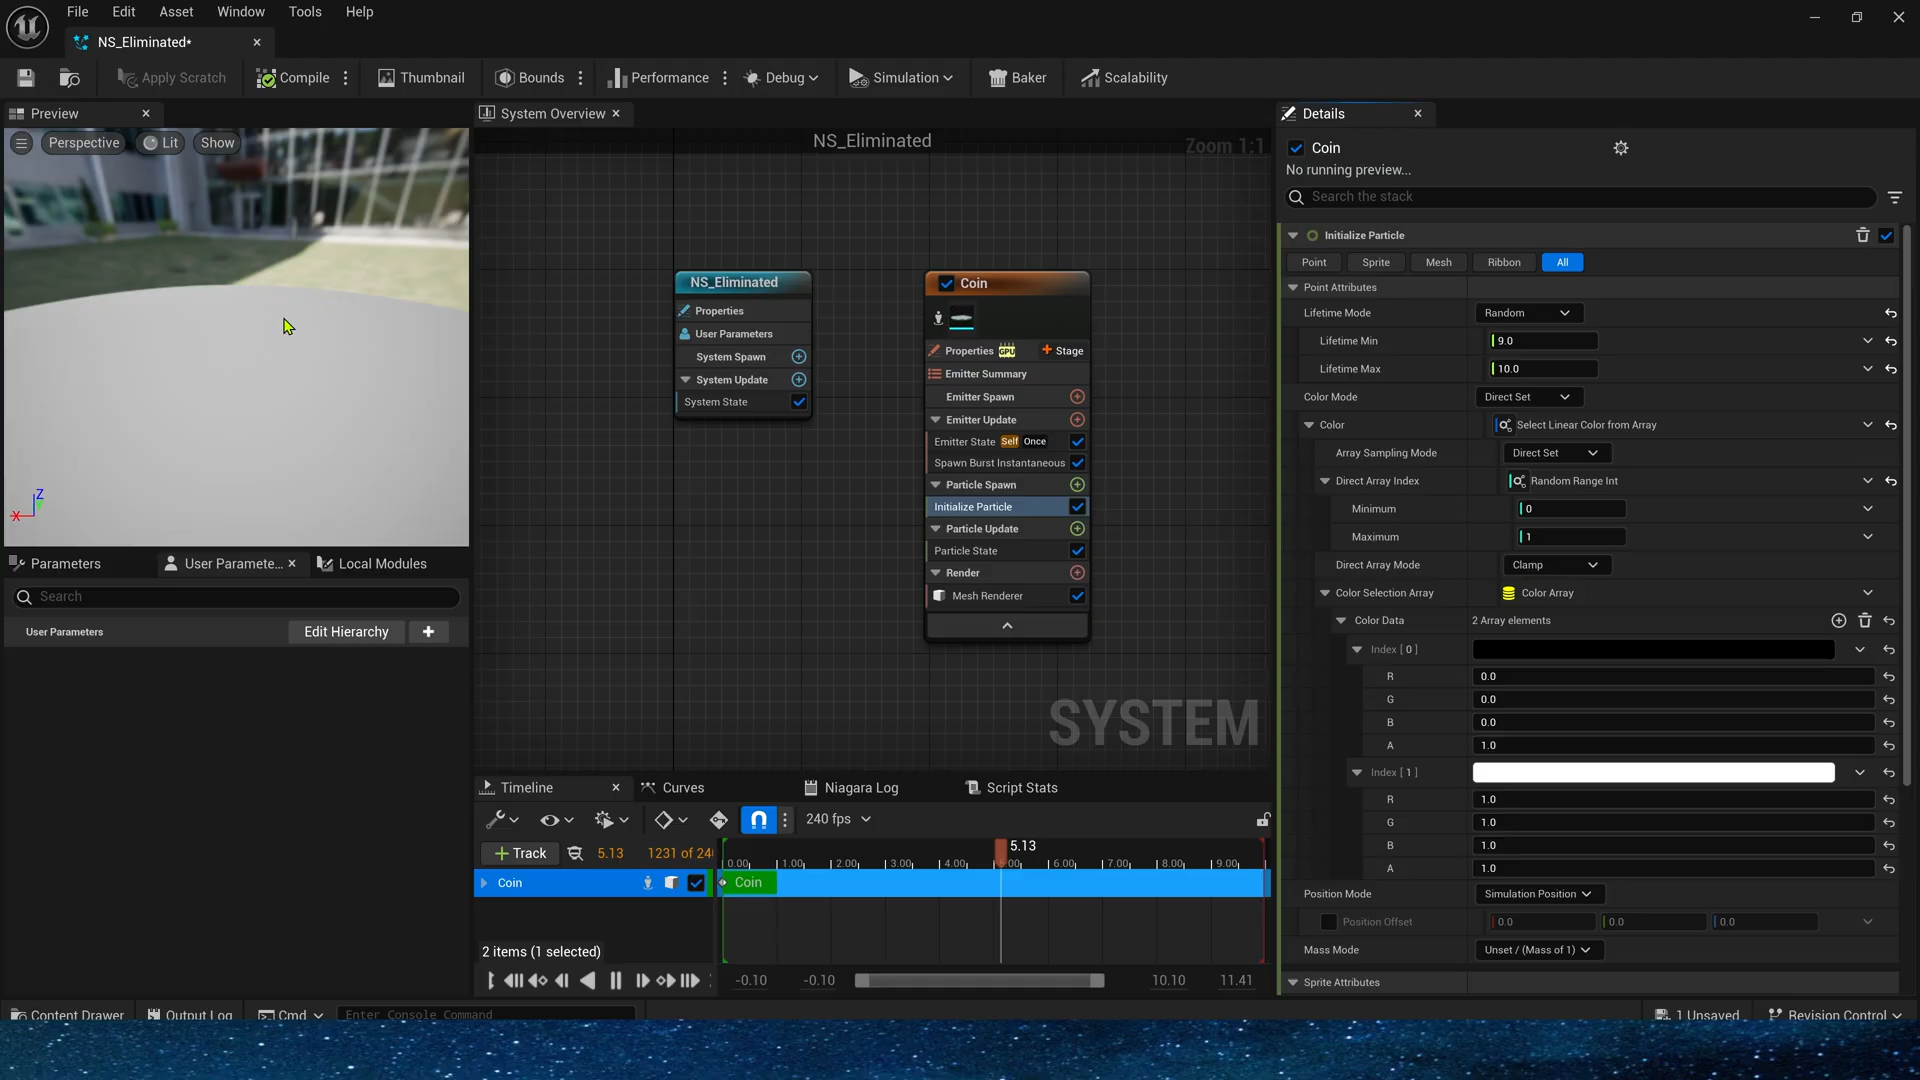 File Edit Asset Window Tools Help
NS_Eliminated*
Apply Scratch Compile Thumbnail Bounds Performance Debug Simulation Baker Scalability
Preview
Perspective Lit Show
Z
X
Parameters User Paramete... Local Modules
Search
User Parameters Edit Hierarchy
System Overview
NS_Eliminated
Zoom 1:1
NS_Eliminated
Properties
User Parameters
System Spawn
System Update
System State
Coin
Properties GPU Stage
Emitter Summary
Emitter Spawn
Emitter Update
Emitter State Self Once
Spawn Burst Instantaneous
Particle Spawn
Initialize Particle
Particle Update
Particle State
Render
Mesh Renderer
SYSTEM
Timeline Curves Niagara Log Script Stats
240 fps
+ Track 5.13 1231 of 240
5.13
0.00 1.00 2.00 3.00 4.00 5.00 6.00 7.00 8.00 9.00
Coin Coin
2 items (1 selected)
-0.10 -0.10 10.10 11.41
Details
Coin
No running preview...
Search the stack
Initialize Particle
Point Sprite Mesh Ribbon All
Point Attributes
Lifetime Mode Random
Lifetime Min 9.0
Lifetime Max 10.0
Color Mode Direct Set
Color Select Linear Color from Array
Array Sampling Mode Direct Set
Direct Array Index Random Range Int
Minimum 0
Maximum 1
Direct Array Mode Clamp
Color Selection Array Color Array
Color Data 2 Array elements
Index [ 0 ]
R 0.0
G 0.0
B 0.0
A 1.0
Index [ 1 ]
R 1.0
G 1.0
B 1.0
A 1.0
Position Mode Simulation Position
Position Offset 0.0 0.0 0.0
Mass Mode Unset / (Mass of 1)
Sprite Attributes
Content Drawer Output Log Cmd Enter Console Command 1 Unsaved Revision Control